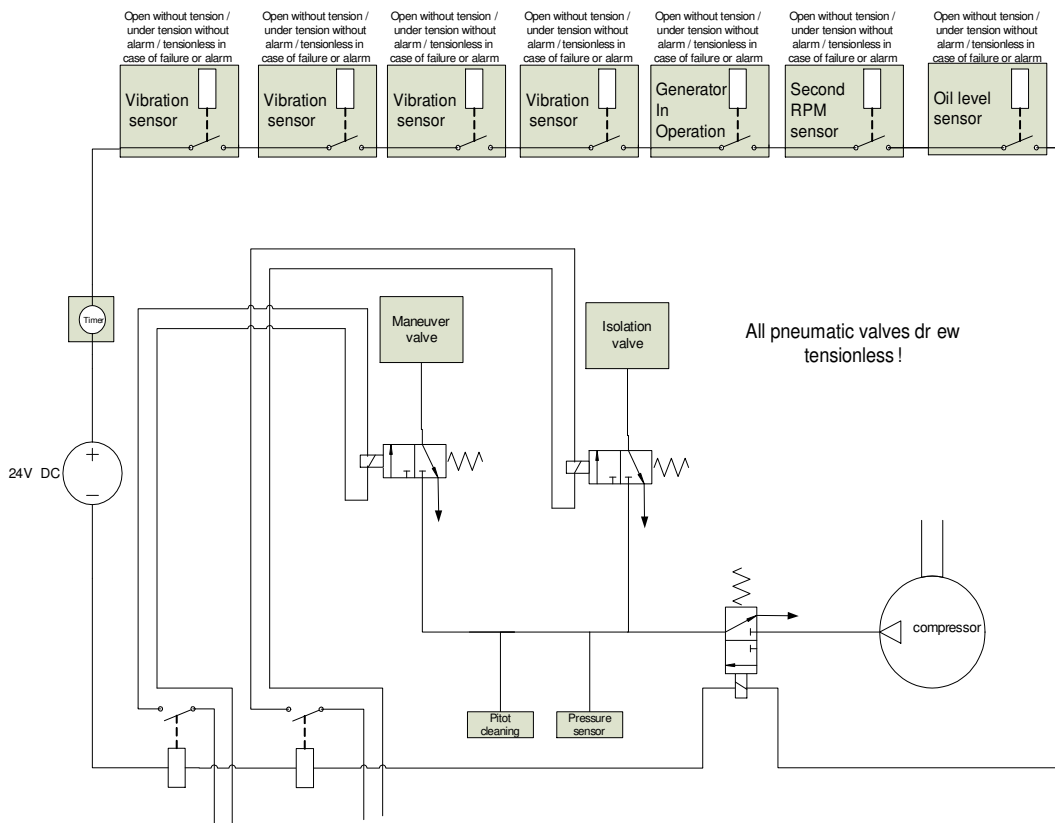 Open without tension /
under tension without
alarm / tensionless in
case of failure or alarm
Open without tension /
under tension without
alarm / tensionless in
case of failure or alarm
Open without tension /
under tension without
alarm / tensionless in
case of failure or alarm
Open without tension /
under tension without
alarm / tensionless in
case of failure or alarm
Open without tension /
under tension without
alarm / tensionless in
case of failure or alarm
Open without tension /
under tension without
alarm / tensionless in
case of failure or alarm
Open without tension /
under tension without
alarm / tensionless in
case of failure or alarm
Vibration
sensor
Vibration
sensor
Vibration
sensor
Vibration
sensor
Generator
In
Operation
Second
RPM
sensor
Oil level
sensor
Timer
Maneuver
valve
Isolation
valve
All pneumatic valves dr ew
tensionless !
24V DC
+
−
compressor
Pitot
cleaning
Pressure
sensor